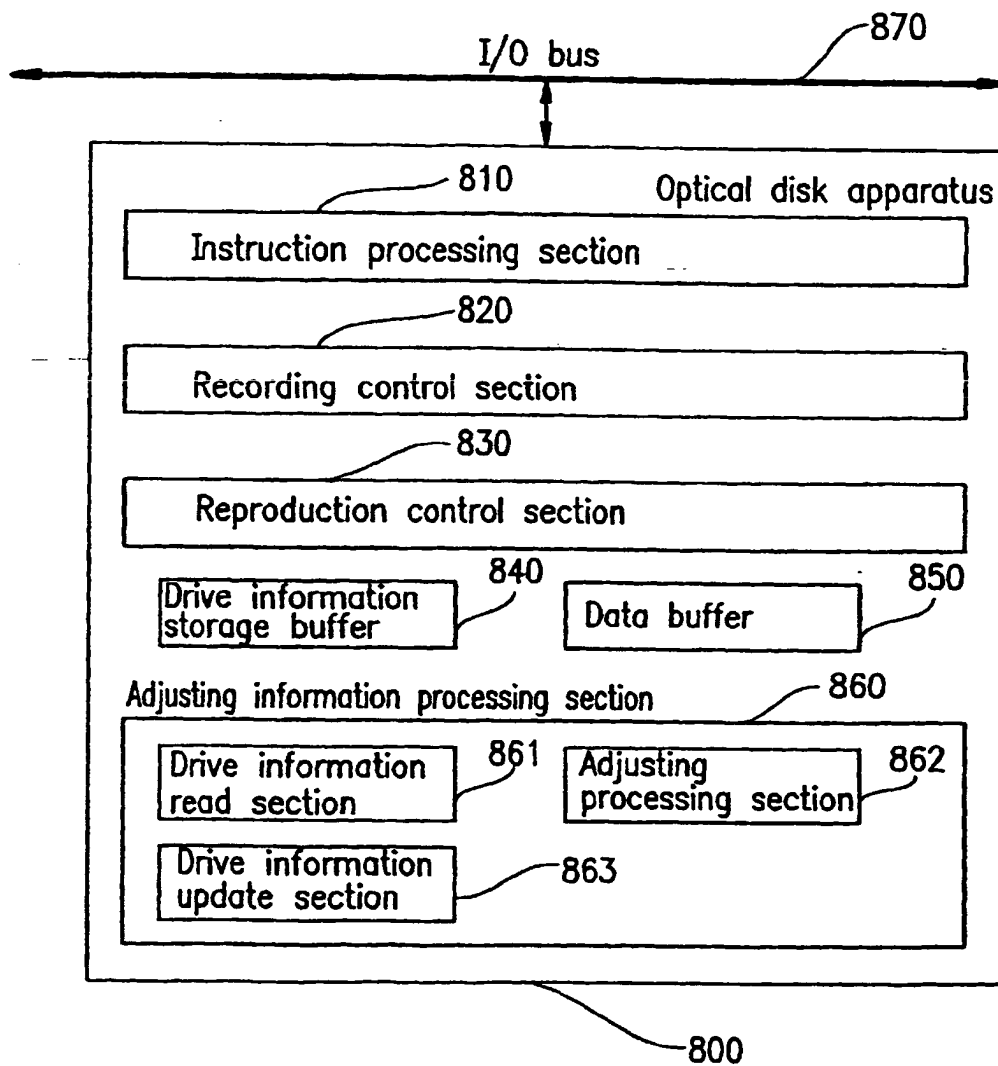 870
I/O bus
810
Optical disk apparatus
Instruction processing section
820
Recording control section
830
Reproduction control section
840
850
Drive information
storage buffer
Data buffer
Adjusting information processing section
860
Drive information
read section
861
Adjusting
processing section
862
Drive information
update section
863
800